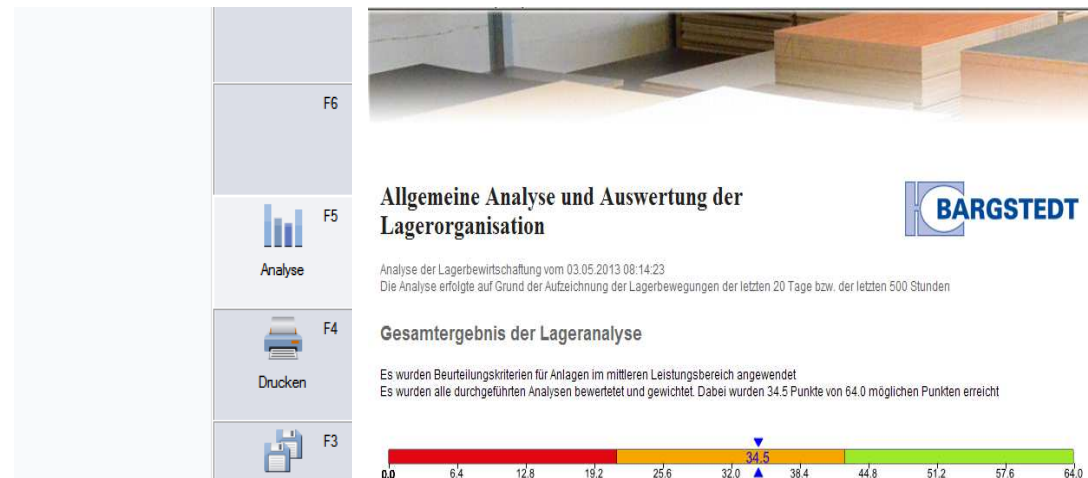 F6
F5
Analyse
F4
Drucken
F3
Allgemeine Analyse und Auswertung der
Lagerorganisation
BARGSTEDT
Analyse der Lagerbewirtschaftung vom 03.05.2013 08:14:23
Die Analyse erfolgte auf Grund der Aufzeichnung der Lagerbewegungen der letzten 20 Tage bzw. der letzten 500 Stunden
Gesamtergebnis der Lageranalyse
Es wurden Beurteilungskriterien für Anlagen im mittleren Leistungsbereich angewendet
Es wurden alle durchgeführten Analysen bewertetet und gewichtet. Dabei wurden 34.5 Punkte von 64.0 möglichen Punkten erreicht
34.5
0.0 6.4 12.8 19.2 25.6 32.0 38.4 44.8 51.2 57.6 64.0